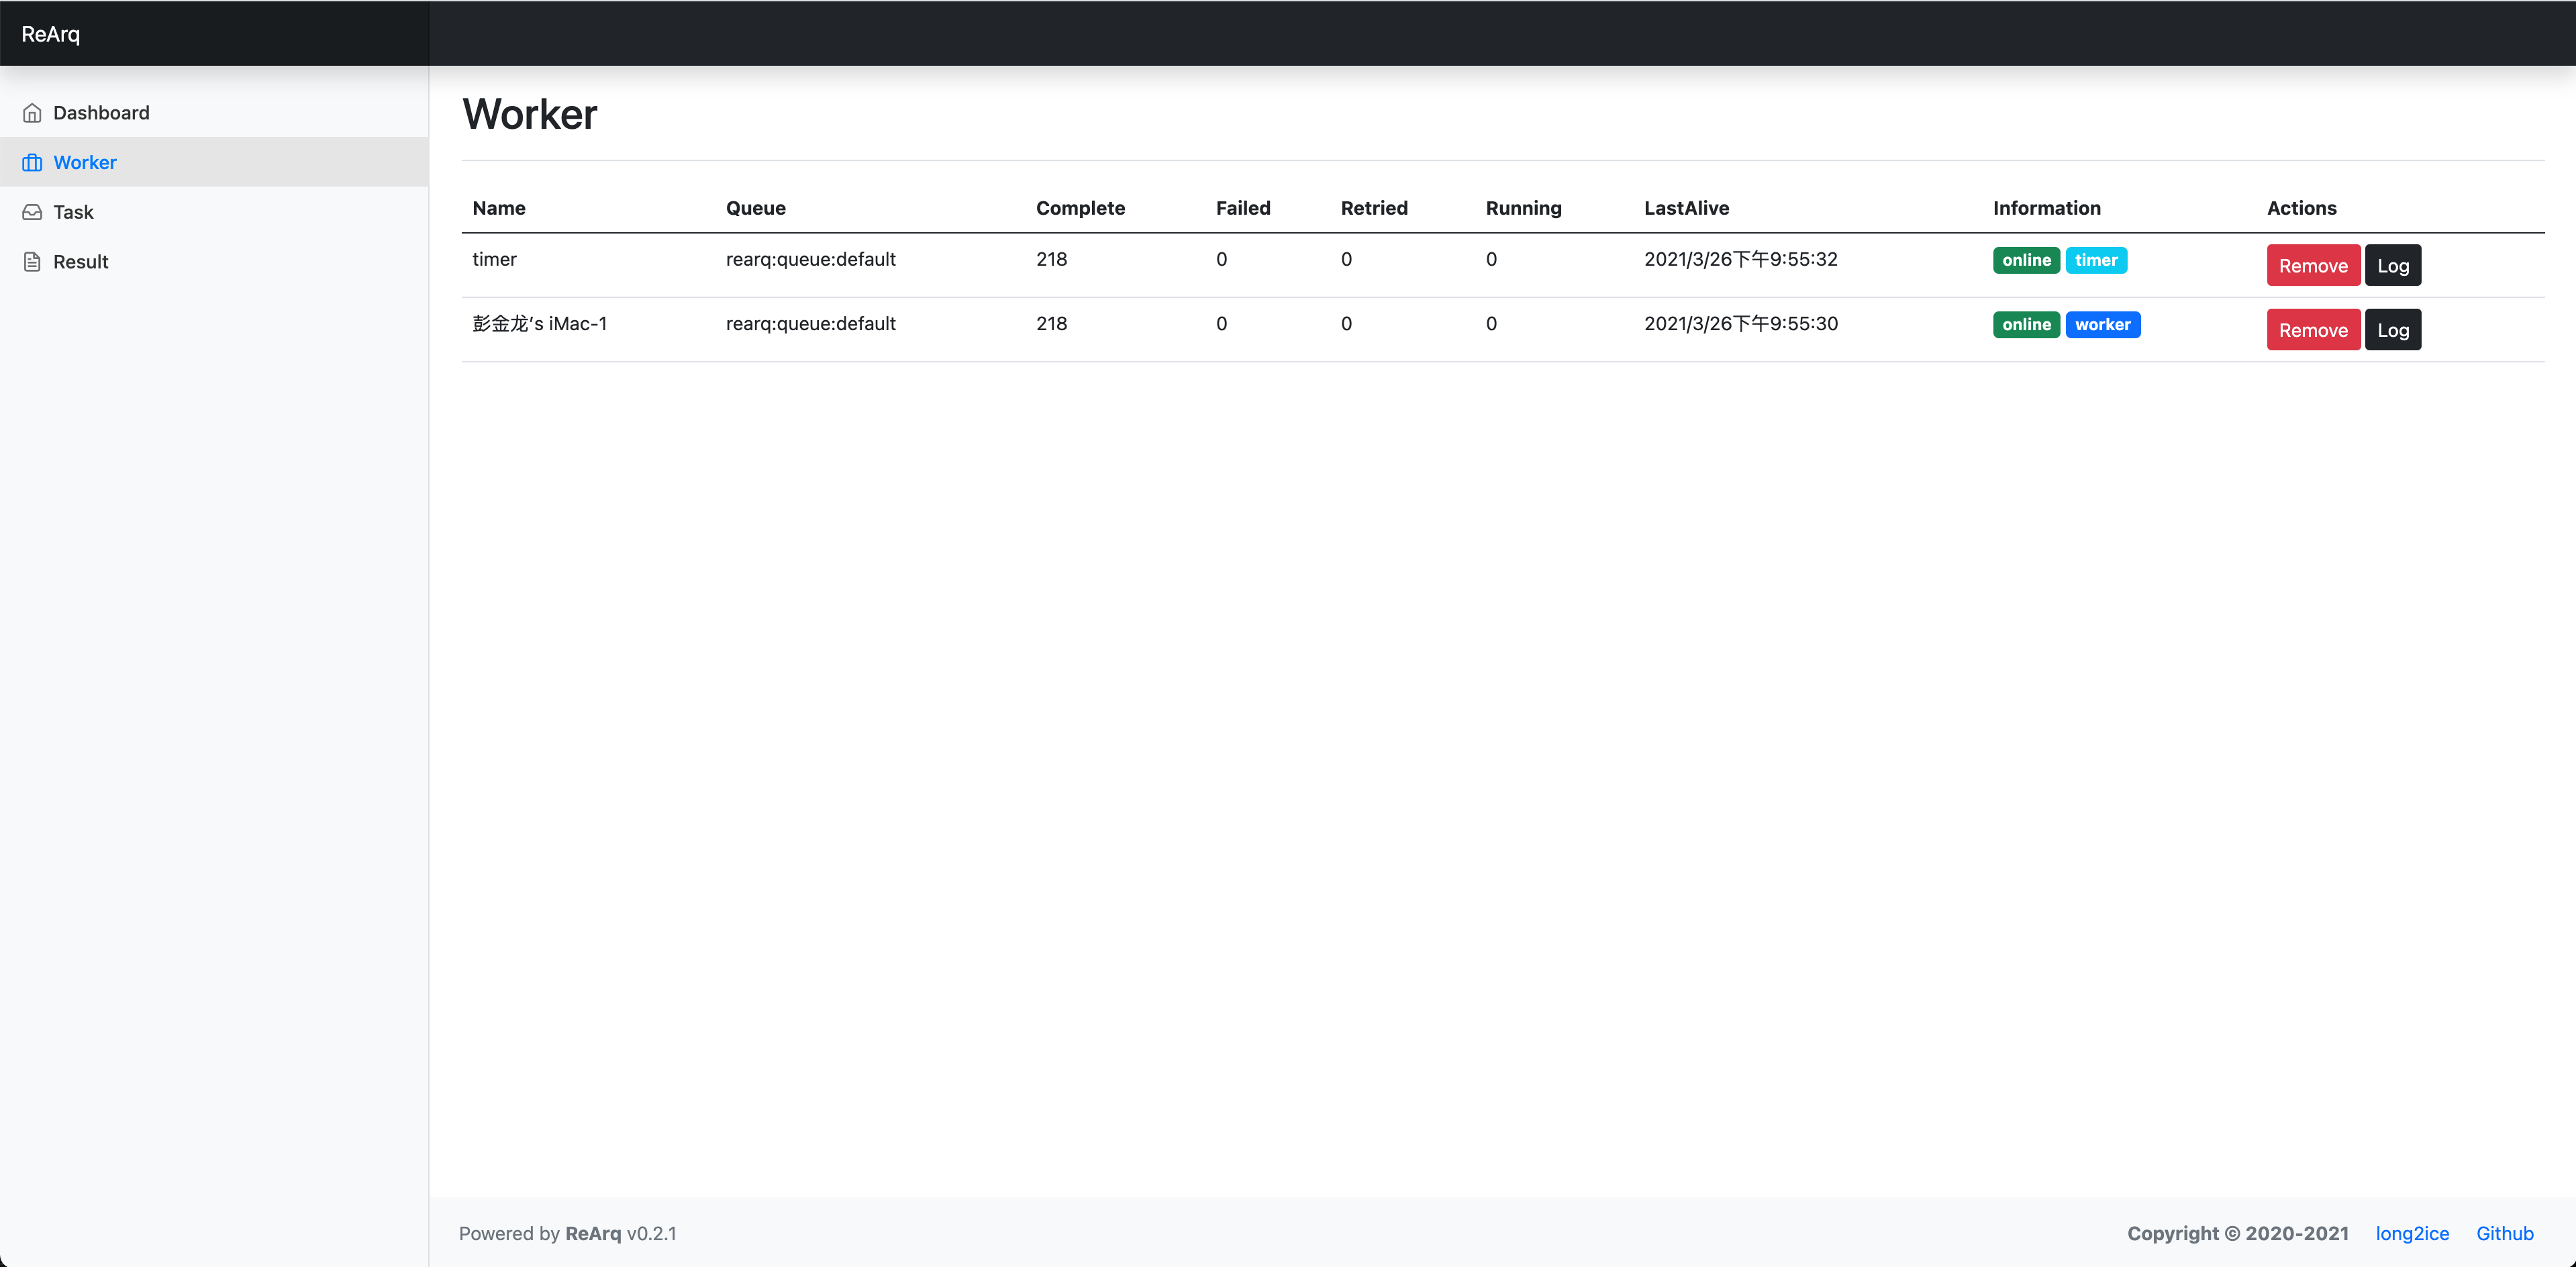 ReArq
Dashboard
Worker
Task
Result
Worker
Name Queue Complete Failed Retried Running LastAlive Information Actions
timer rearq:queue:default 218 0 0 0 2021/3/26下午9:55:32 online timer Remove Log
彭金龙's iMac-1 rearq:queue:default 218 0 0 0 2021/3/26下午9:55:30 online worker Remove Log
Powered by ReArq v0.2.1 Copyright © 2020-2021 long2ice Github